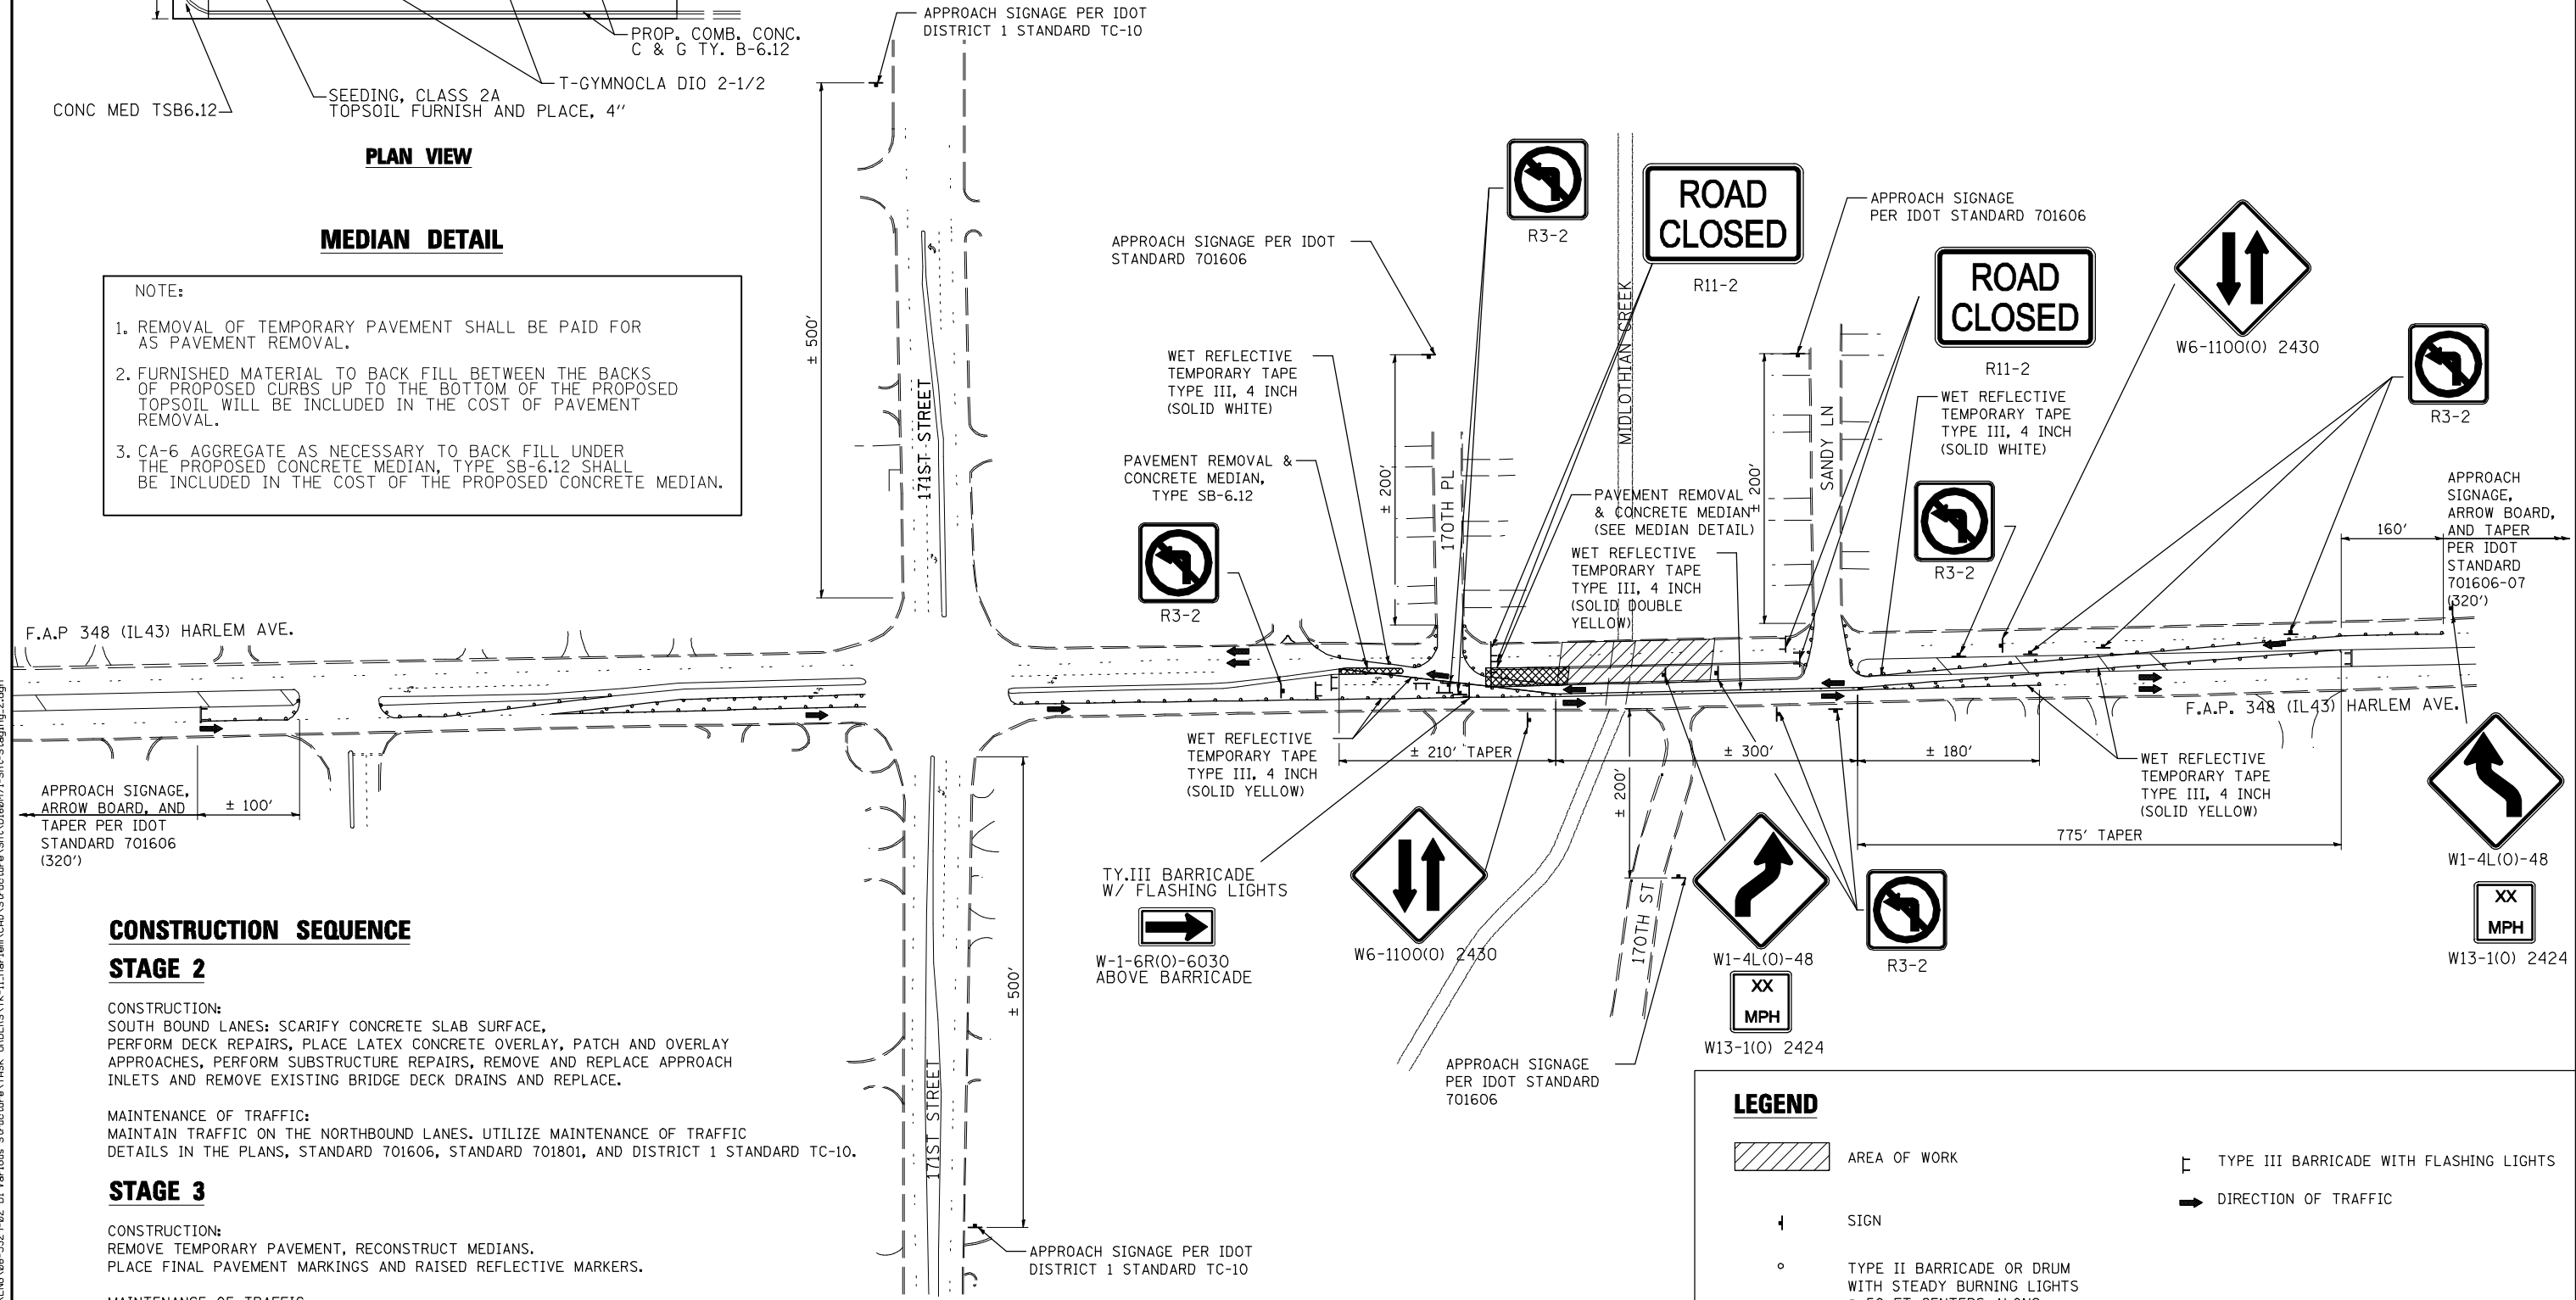 PROP. COMB. CONC.
C & G TY. B-6.12
T-GYMNOCLA DIO 2-1/2
SEEDING, CLASS 2A
TOPSOIL FURNISH AND PLACE, 4''
CONC MED TSB6.12
PLAN VIEW
MEDIAN DETAIL
NOTE:
1. REMOVAL OF TEMPORARY PAVEMENT SHALL BE PAID FOR
AS PAVEMENT REMOVAL.
2. FURNISHED MATERIAL TO BACK FILL BETWEEN THE BACKS
OF PROPOSED CURBS UP TO THE BOTTOM OF THE PROPOSED
TOPSOIL WILL BE INCLUDED IN THE COST OF PAVEMENT
REMOVAL.
3. CA-6 AGGREGATE AS NECESSARY TO BACK FILL UNDER
THE PROPOSED CONCRETE MEDIAN, TYPE SB-6.12 SHALL
BE INCLUDED IN THE COST OF THE PROPOSED CONCRETE MEDIAN.
APPROACH SIGNAGE PER IDOT
DISTRICT 1 STANDARD TC-10
± 500'
171ST STREET
APPROACH SIGNAGE PER IDOT
STANDARD 701606
WET REFLECTIVE
TEMPORARY TAPE
TYPE III, 4 INCH
(SOLID WHITE)
PAVEMENT REMOVAL &
CONCRETE MEDIAN,
TYPE SB-6.12
R3-2
± 200'
170TH PL
R3-2
ROAD
CLOSED
R11-2
MIDLOTHIAN CREEK
PAVEMENT REMOVAL
& CONCRETE MEDIAN
(SEE MEDIAN DETAIL)
WET REFLECTIVE
TEMPORARY TAPE
TYPE III, 4 INCH
(SOLID DOUBLE
YELLOW)
± 200'
SANDY LN
APPROACH SIGNAGE
PER IDOT STANDARD 701606
ROAD
CLOSED
R11-2
WET REFLECTIVE
TEMPORARY TAPE
TYPE III, 4 INCH
(SOLID WHITE)
R3-2
W6-1100(O) 2430
R3-2
160'
APPROACH
SIGNAGE,
ARROW BOARD,
AND TAPER
PER IDOT
STANDARD
701606-07
(320')
F.A.P 348 (IL43) HARLEM AVE.
F.A.P. 348 (IL43) HARLEM AVE.
APPROACH SIGNAGE,
ARROW BOARD, AND
TAPER PER IDOT
STANDARD 701606
(320')
± 100'
WET REFLECTIVE
TEMPORARY TAPE
TYPE III, 4 INCH
(SOLID YELLOW)
± 210' TAPER
± 300'
± 180'
775' TAPER
WET REFLECTIVE
TEMPORARY TAPE
TYPE III, 4 INCH
(SOLID YELLOW)
W1-4L(O)-48
XX
MPH
W13-1(O) 2424
TY.III BARRICADE
W/ FLASHING LIGHTS
W-1-6R(O)-6030
ABOVE BARRICADE
W6-1100(O) 2430
± 200'
170TH ST
APPROACH SIGNAGE
PER IDOT STANDARD
701606
W1-4L(O)-48
XX
MPH
W13-1(O) 2424
R3-2
± 500'
171ST STREET
APPROACH SIGNAGE PER IDOT
DISTRICT 1 STANDARD TC-10
CONSTRUCTION SEQUENCE
STAGE 2
CONSTRUCTION:
SOUTH BOUND LANES: SCARIFY CONCRETE SLAB SURFACE,
PERFORM DECK REPAIRS, PLACE LATEX CONCRETE OVERLAY, PATCH AND OVERLAY
APPROACHES, PERFORM SUBSTRUCTURE REPAIRS, REMOVE AND REPLACE APPROACH
INLETS AND REMOVE EXISTING BRIDGE DECK DRAINS AND REPLACE.
MAINTENANCE OF TRAFFIC:
MAINTAIN TRAFFIC ON THE NORTHBOUND LANES. UTILIZE MAINTENANCE OF TRAFFIC
DETAILS IN THE PLANS, STANDARD 701606, STANDARD 701801, AND DISTRICT 1 STANDARD TC-10.
STAGE 3
CONSTRUCTION:
REMOVE TEMPORARY PAVEMENT, RECONSTRUCT MEDIANS.
PLACE FINAL PAVEMENT MARKINGS AND RAISED REFLECTIVE MARKERS.
LEGEND
AREA OF WORK
SIGN
TYPE II BARRICADE OR DRUM
WITH STEADY BURNING LIGHTS
TYPE III BARRICADE WITH FLASHING LIGHTS
DIRECTION OF TRAFFIC